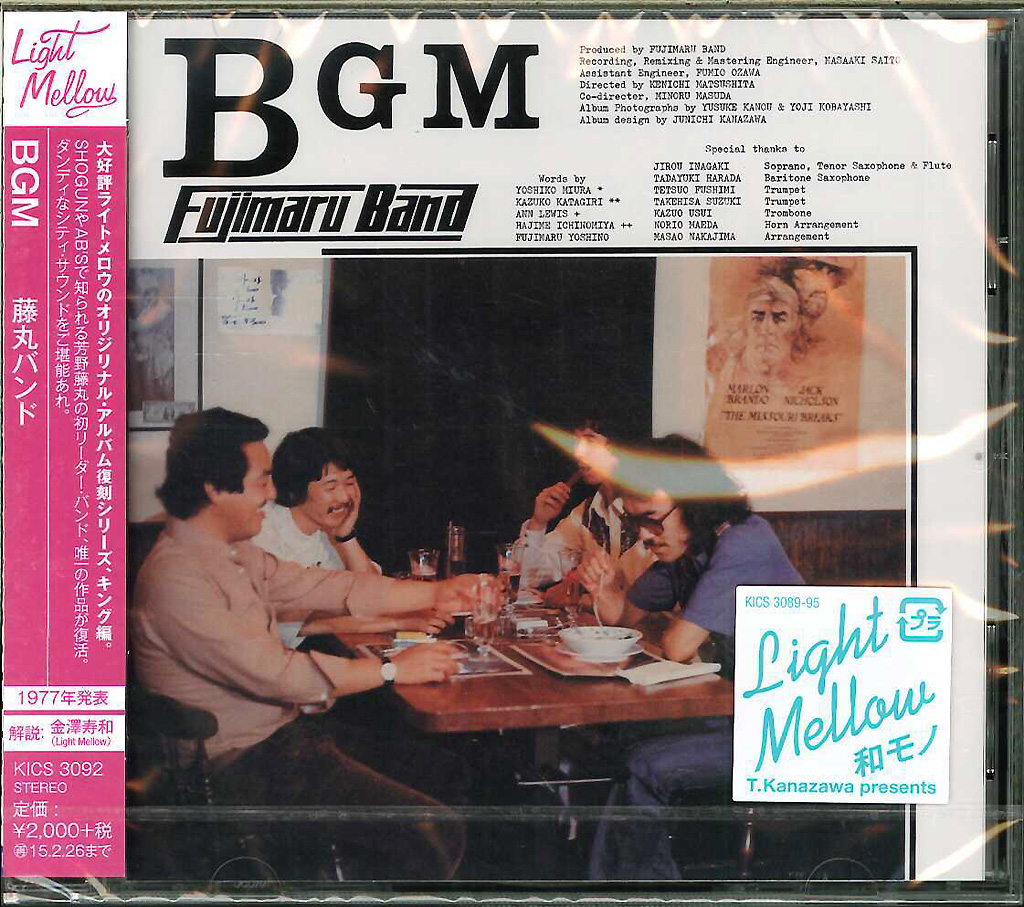 Light
Mellow
BGM 藤丸バンド
大好評ライトメロウのオリジナル・アルバム復刻シリーズ、キング編。
SHOGUNやAB'Sで知られる芳野藤丸の初リーダー・バンド、唯一の作品が復活。
ダンディなシティ・サウンドをご堪能あれ。
1977年発表
解説: 金澤寿和
(Light Mellow)
KICS 3092
STEREO
定価：
¥2,000+税
再15.2.26まで
BGM
Fujimaru Band
Produced by FUJIMARU BAND
Recording, Remixing & Mastering Engineer, MASAAKI SAITO
Assistant Engineer, FUMIO OZAWA
Directed by KENICHI MATSUSHITA
Co-directer, MINORU MASUDA
Album Photographs by YUSUKE KANOU & YOJI KOBAYASHI
Album design by JUNICHI KANAZAWA
Words by
YOSHIKO MIURA *
KAZUKO KATAGIRI **
ANN LEWIS +
HAJIME ICHINOMIYA ++
FUJIMARU YOSHINO
Special thanks to
JIROU INAGAKI Soprano, Tenor Saxophone & Flute
TADAYUKI HARADA Baritone Saxophone
TETSUO FUSHIMI Trumpet
TAKEHISA SUZUKI Trumpet
KAZUO USUI Trombone
NORIO MAEDA Horn Arrangement
MASAO NAKAJIMA Arrangement
MARLON JACK
BRANDO NICHOLSON
"THE MISSOURI BREAKS"
KICS 3089-95
プラ
Light
Mellow
和モノ
T.Kanazawa presents